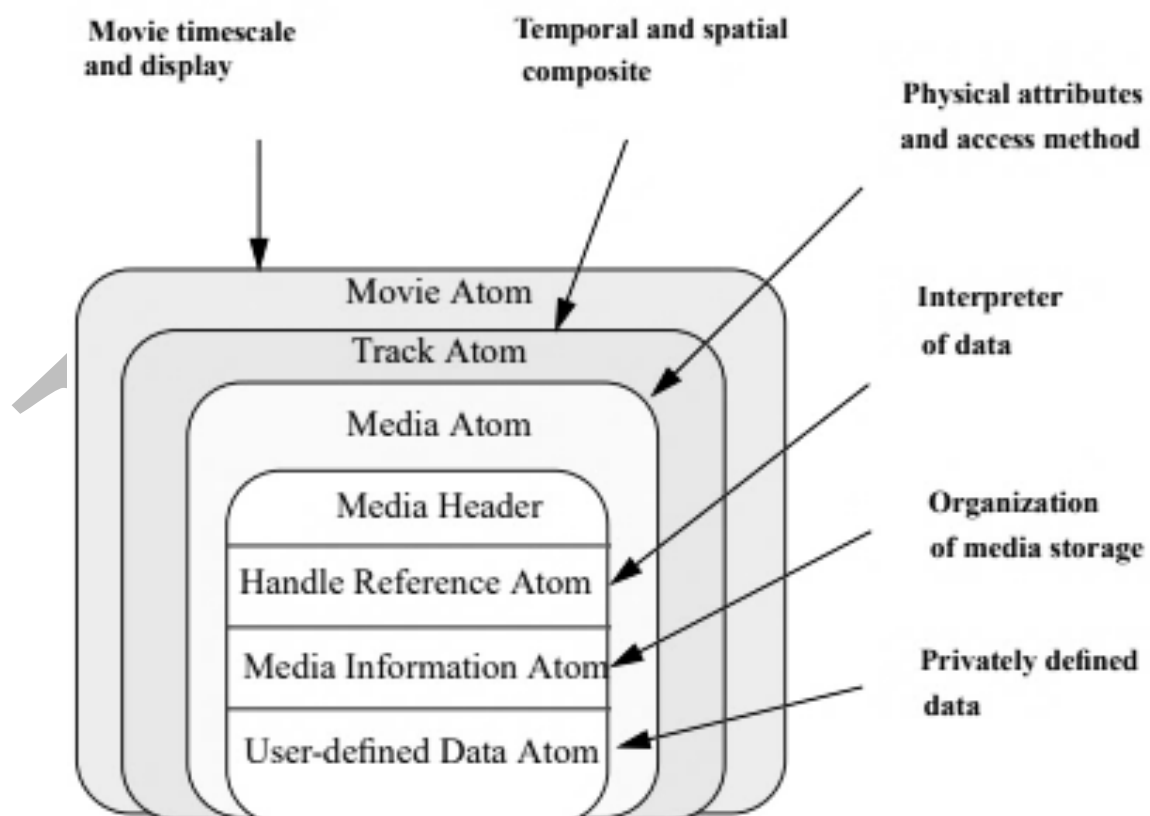 Movie timescale
and display
Temporal and spatial
composite
Physical attributes
and access method
Movie Atom
Interpreter
of data
Track Atom
Media Atom
Media Header
Organization
of media storage
Handle Reference Atom
Media Information Atom
Privately defined
data
User-defined Data Atom